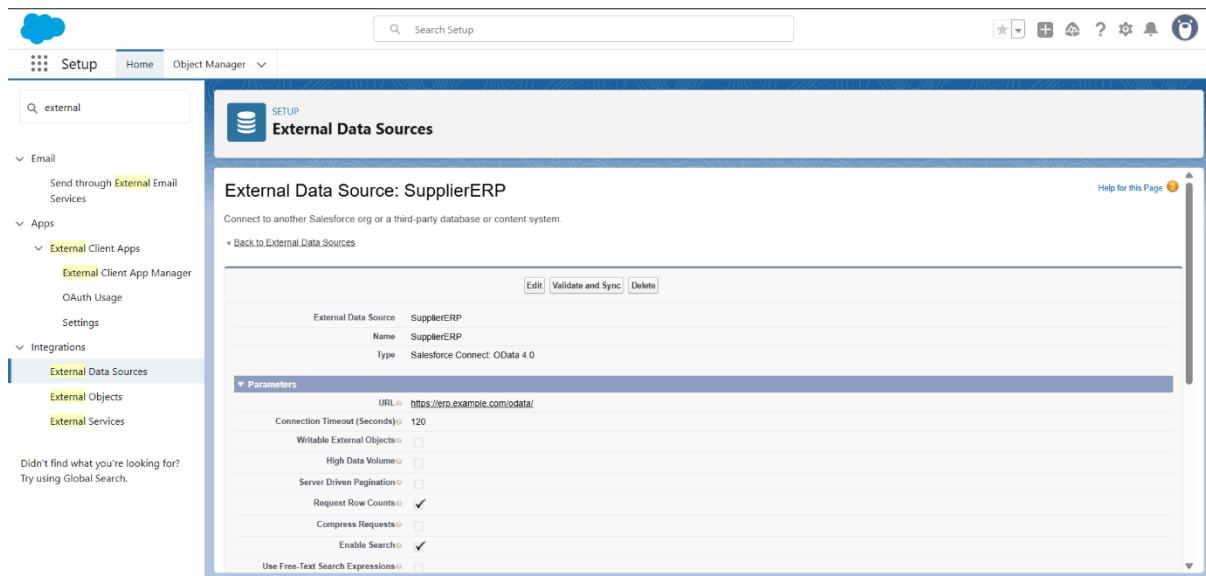 Search Setup
Setup
Home
Object Manager
external
Email
Send through External Email
Services
Apps
External Client Apps
External Client App Manager
OAuth Usage
Settings
Integrations
External Data Sources
External Objects
External Services
Didn't find what you're looking for?
Try using Global Search.
SETUP
External Data Sources
External Data Source: SupplierERP
Help for this Page ?
Connect to another Salesforce org or a third-party database or content system.
« Back to External Data Sources
Edit Validate and Sync Delete
External Data Source SupplierERP
Name SupplierERP
Type Salesforce Connect: OData 4.0
Parameters
URL https://erp.example.com/odata/
Connection Timeout (Seconds) 120
Writable External Objects
High Data Volume
Server Driven Pagination
Request Row Counts
Compress Requests
Enable Search
Use Free-Text Search Expressions